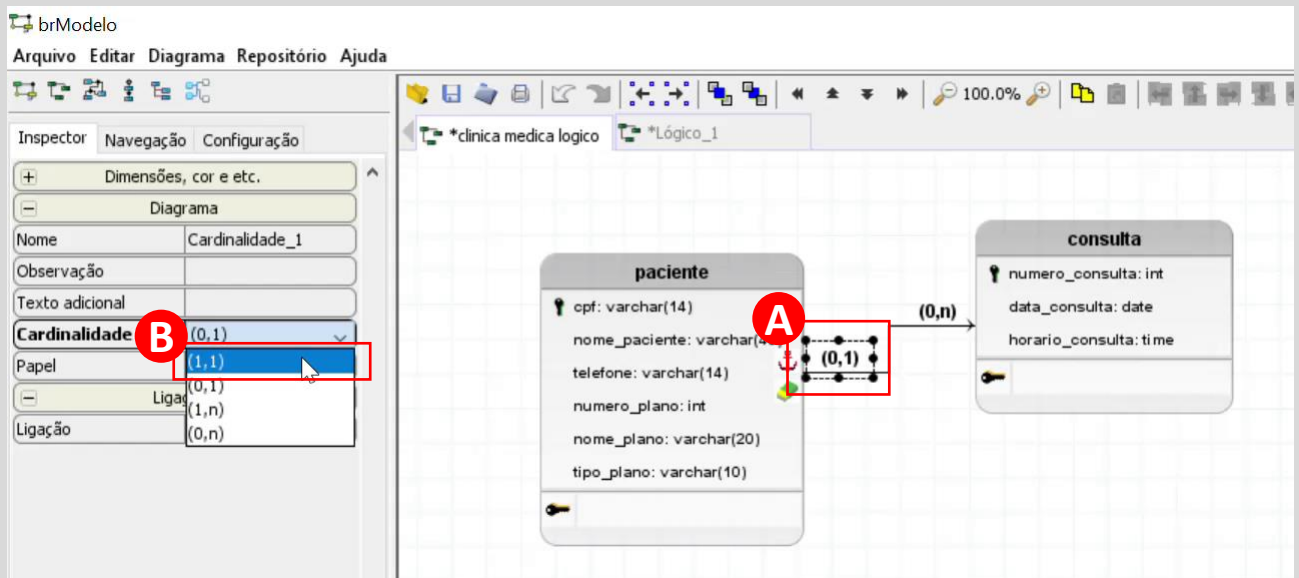 brModelo
Arquivo Editar Diagrama Repositório Ajuda
100.0%
Inspector Navegação Configuração
*clinica medica logico *Lógico_1
+ Dimensões, cor e etc.
− Diagrama
Nome Cardinalidade_1
Observação
Texto adicional
Cardinalidade (0,1)
B
(1,1)
Papel
(0,1)
(1,n)
(0,n)
−
Ligação
paciente
cpf: varchar(14)
nome_paciente: varchar(4
telefone: varchar(14)
numero_plano: int
nome_plano: varchar(20)
tipo_plano: varchar(10)
A
(0,1)
(0,n)
consulta
numero_consulta: int
data_consulta: date
horario_consulta: time